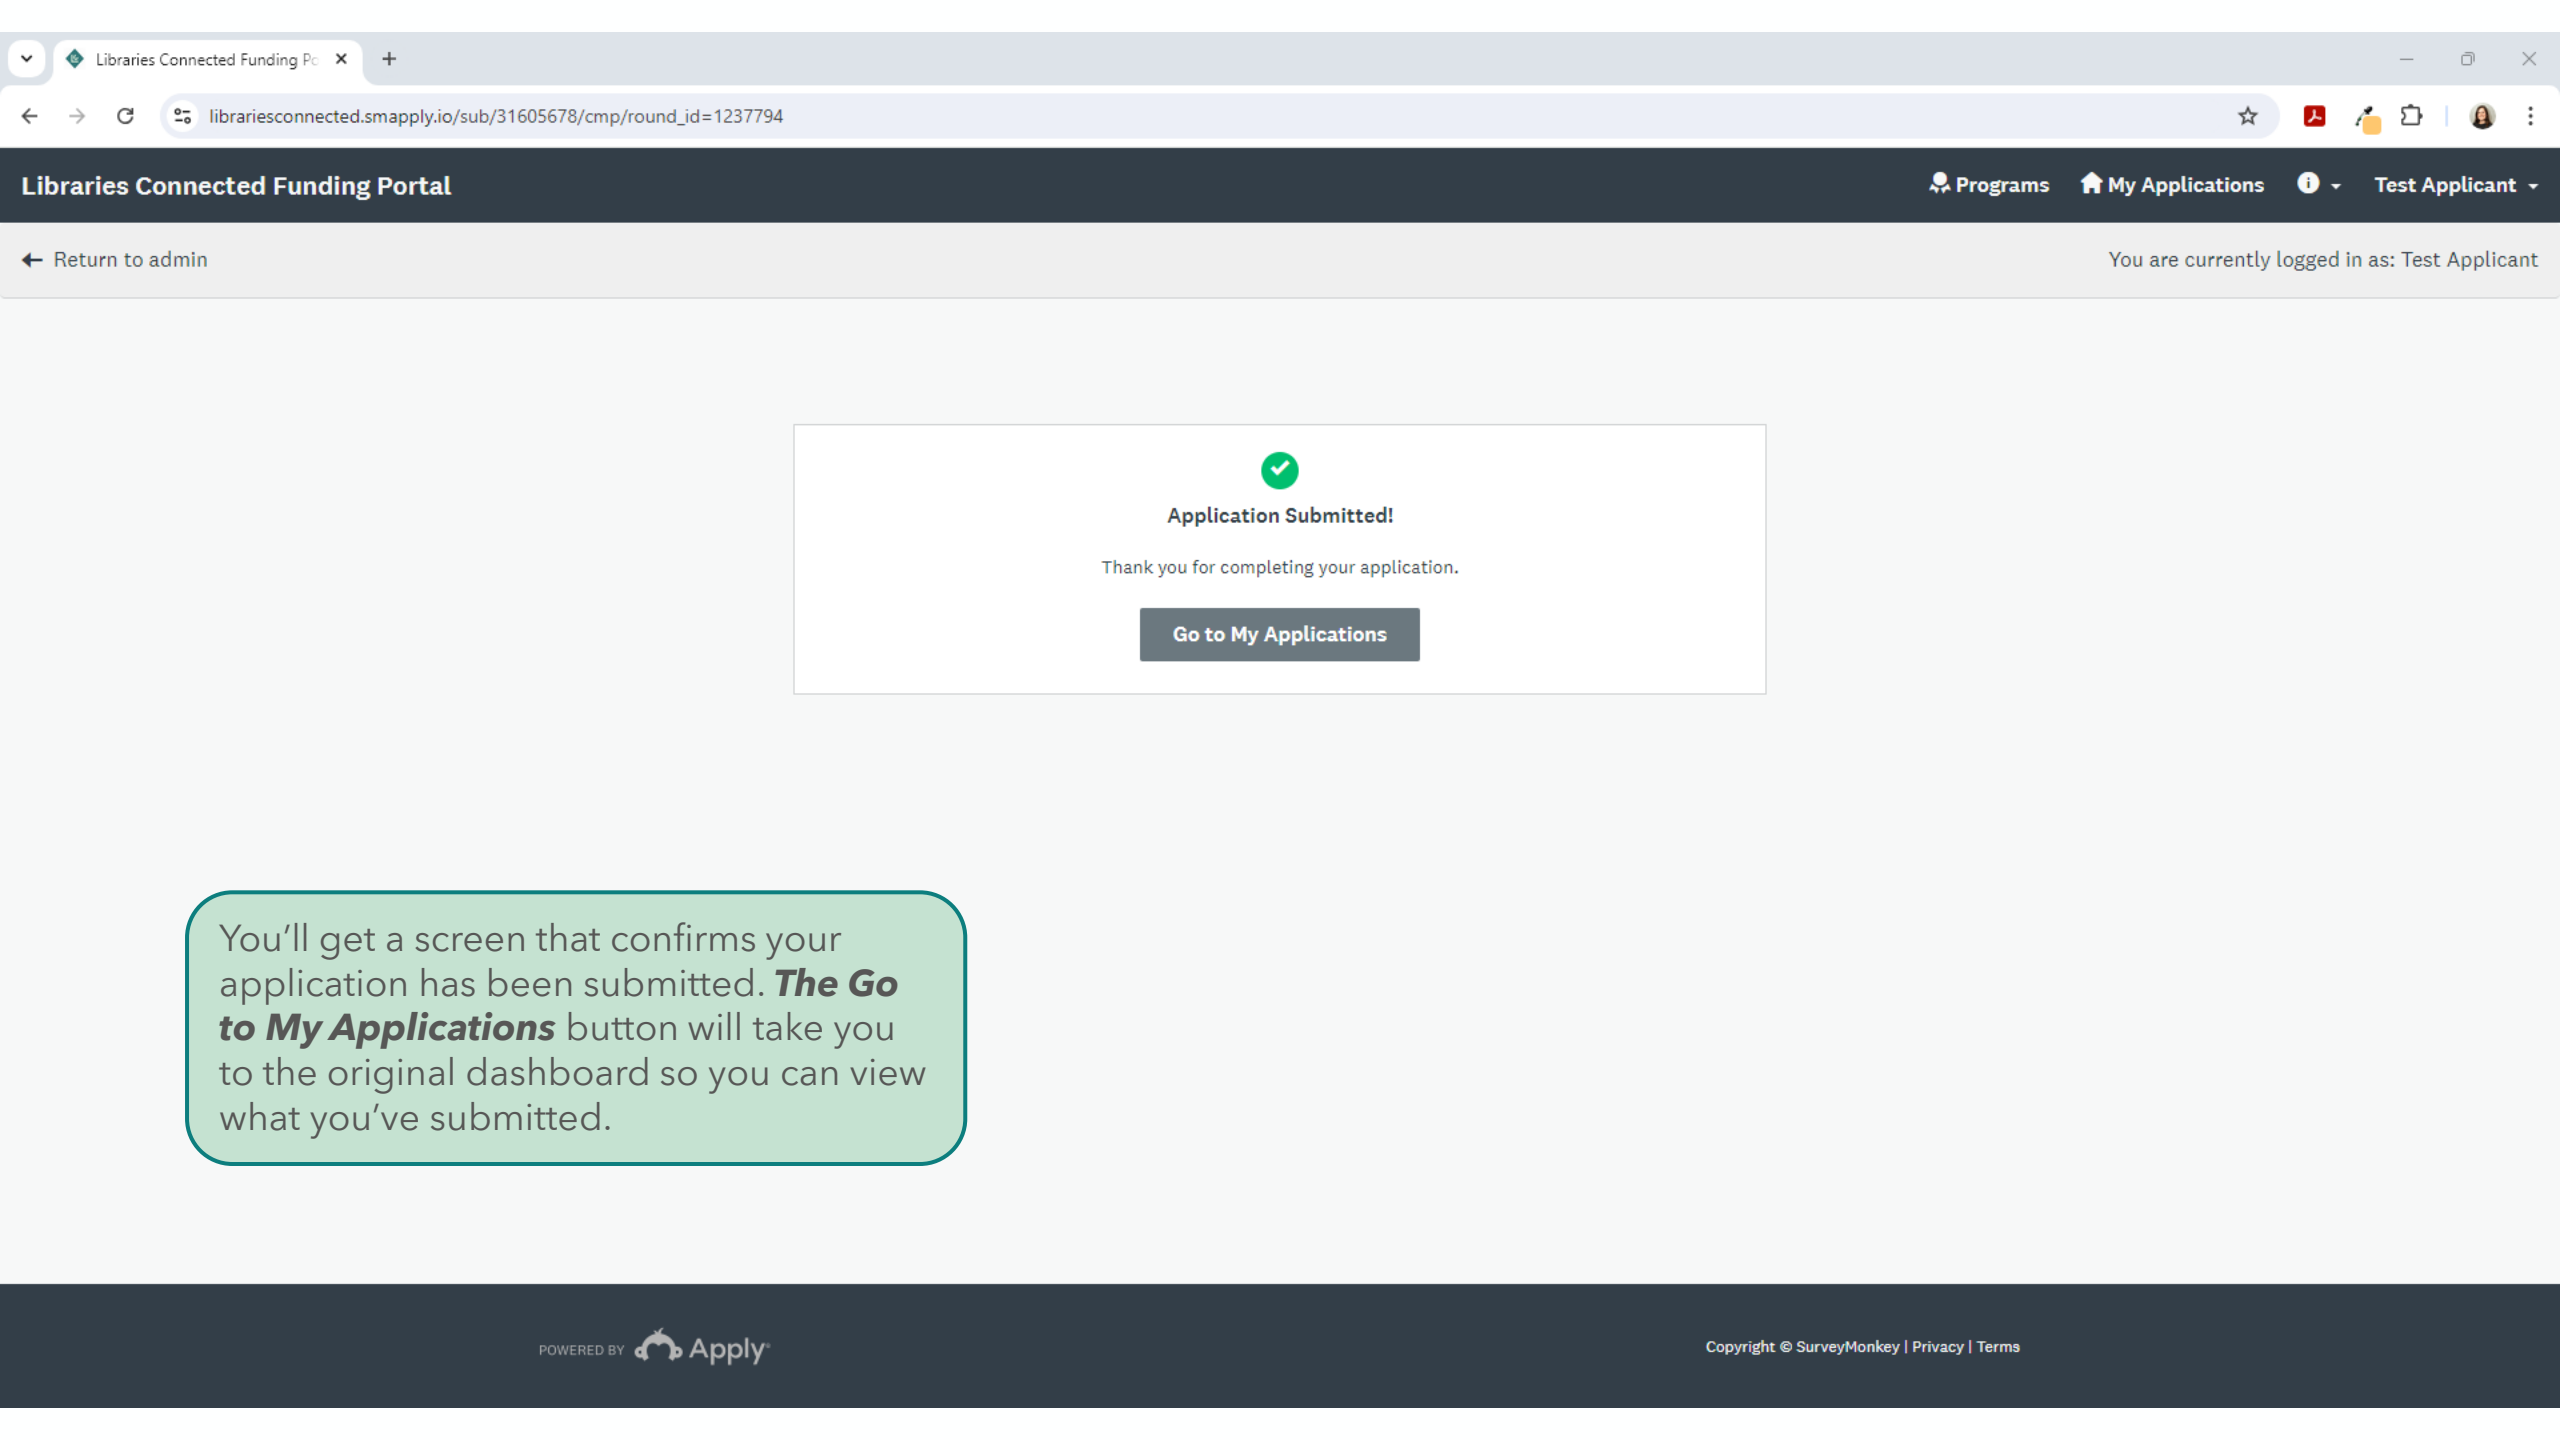 Libraries Connected Funding Po
librariesconnected.smapply.io/sub/31605678/cmp/round_id=1237794
Libraries Connected Funding Portal
Programs
My Applications
Test Applicant
Return to admin
You are currently logged in as: Test Applicant
Application Submitted!
Thank you for completing your application.
Go to My Applications
You’ll get a screen that confirms your
application has been submitted. The Go
to My Applications button will take you
to the original dashboard so you can view
what you’ve submitted.
POWERED BY Apply
Copyright © SurveyMonkey | Privacy | Terms